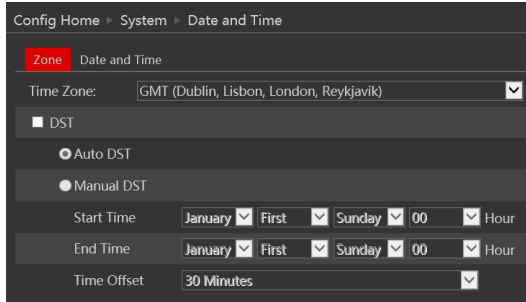 Config Home ▸ System ▸ Date and Time
Zone Date and Time
Time Zone: GMT (Dublin, Lisbon, London, Reykjavik)
DST
Auto DST
Manual DST
Start Time January First Sunday 00 Hour
End Time January First Sunday 00 Hour
Time Offset 30 Minutes